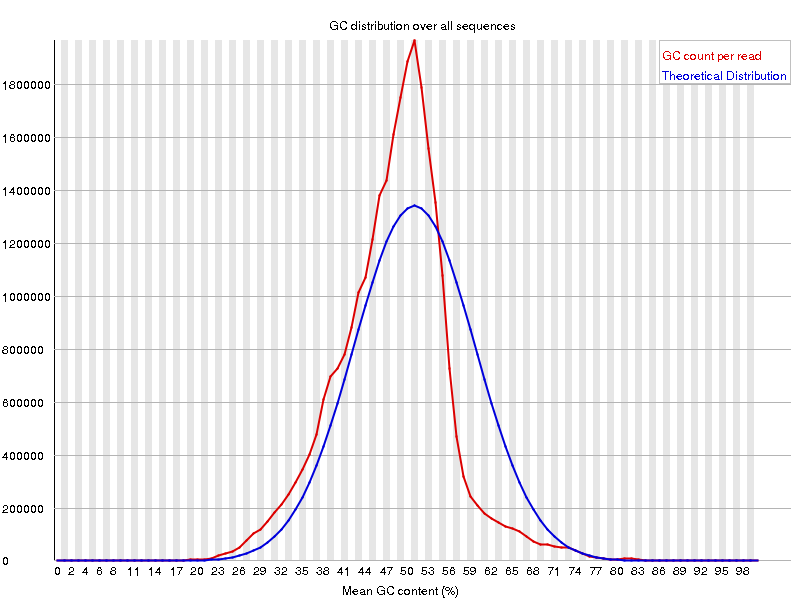 GC distribution over all sequences
GC count per read
Theoretical Distribution
1800000
1600000
1400000
1200000
1000000
800000
600000
400000
200000
0
0 2 4 6 8 11 14 17 20 23 26 29 32 35 38 41 44 47 50 53 56 59 62 65 68 71 74 77 80 83 86 89 92 95 98
Mean GC content (%)